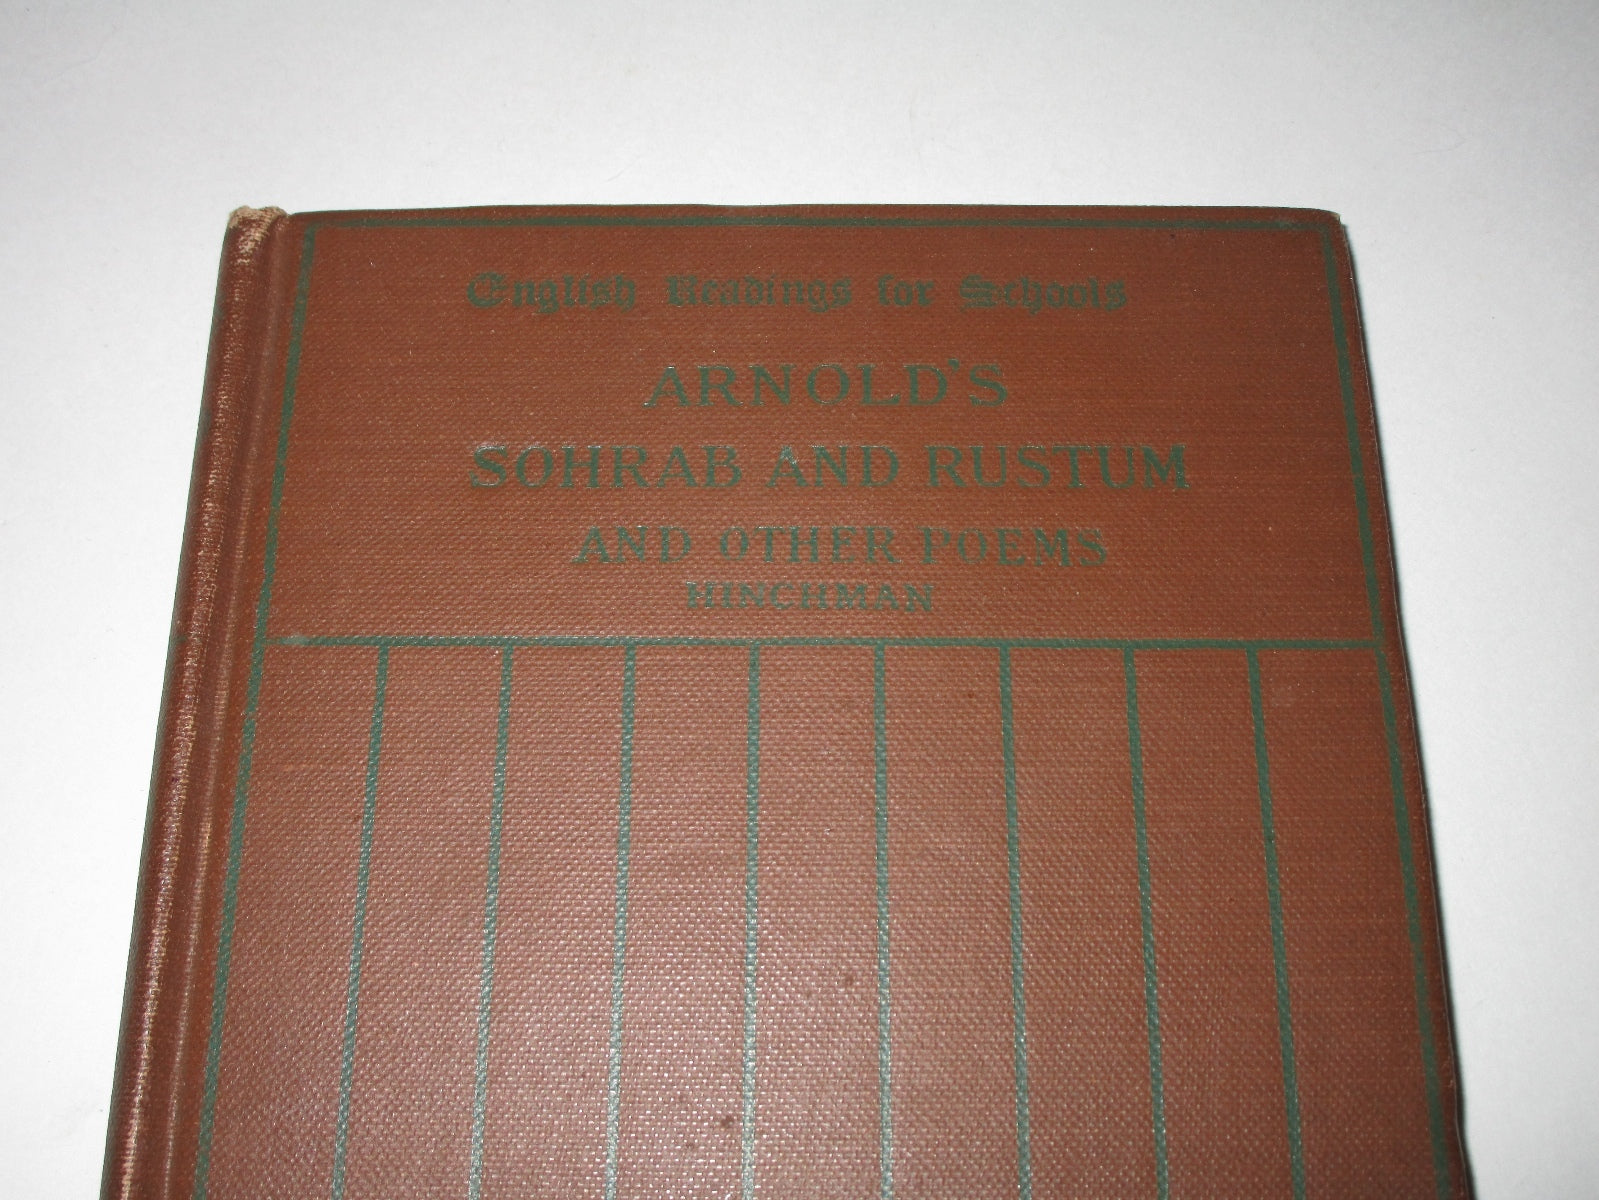 English Readings for Schools
ARNOLD'S
SOHRAB AND RUSTUM
AND OTHER POEMS
HINCHMAN